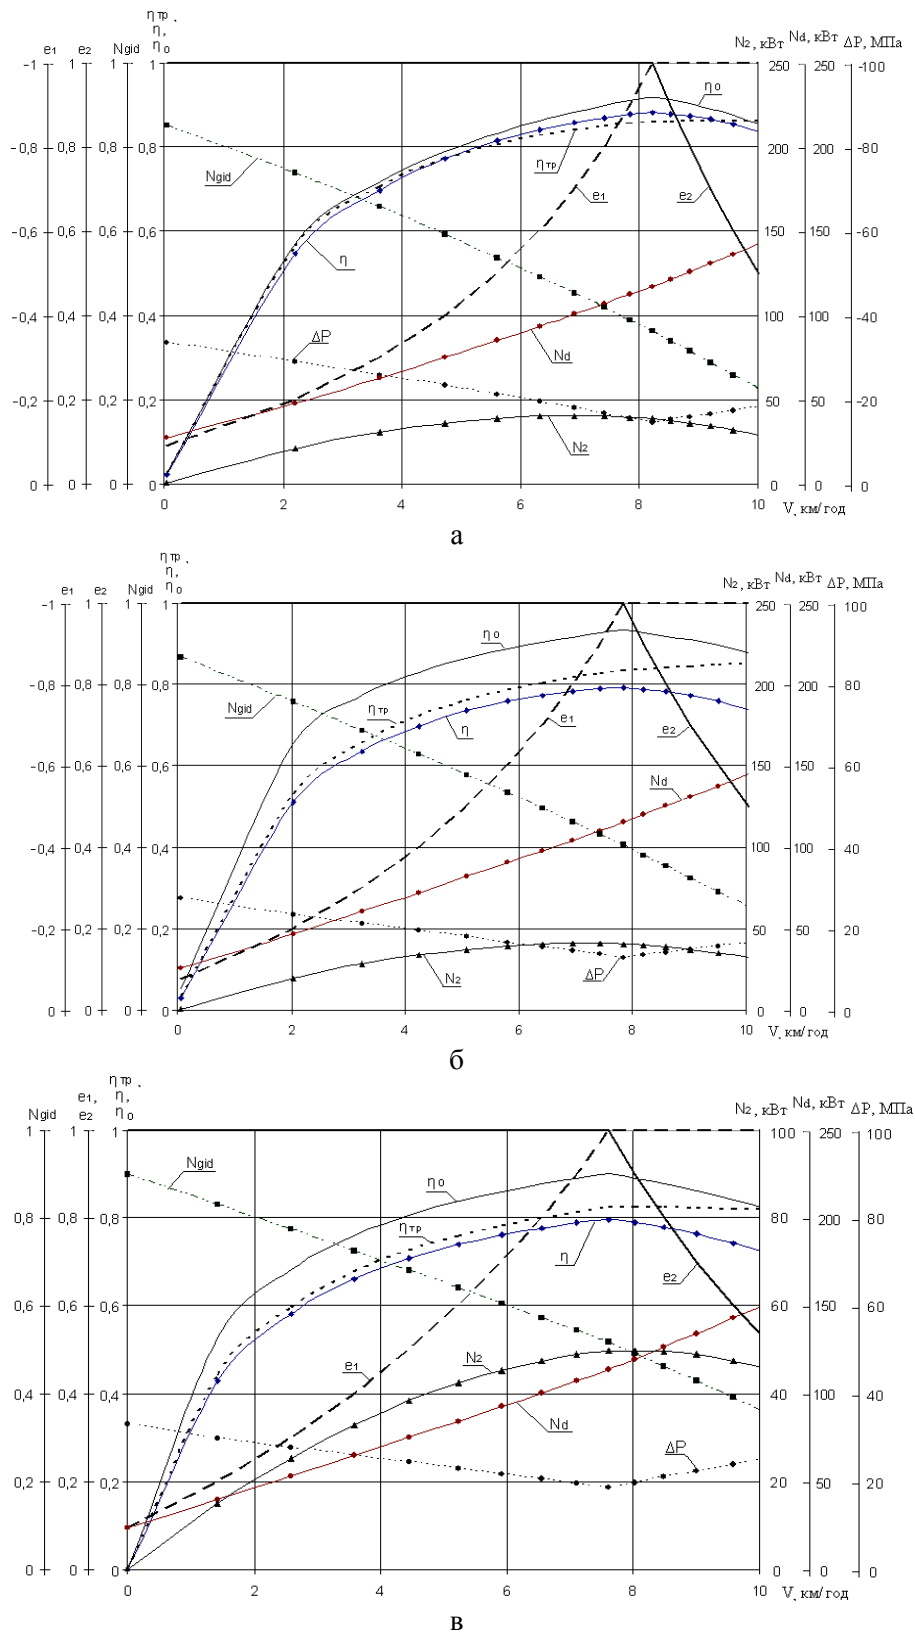 ηтр ,
η,
e1 e2 Ngid ηо
N2, кВт Nd, кВт ΔР, МПа
-1 1 1 1 250 250 -100
ηо
-0,8 0,8 0,8 0,8 200 200 -80
ηтр
Ngid e1 e2
-0,6 0,6 0,6 0,6 150 150 -60
η
-0,4 0,4 0,4 0,4 100 100 -40
ΔP
Nd
-0,2 0,2 0,2 0,2 50 50 -20
N2
0 0 0 0 0 0 0
0 2 4 6 8 10
V, км/год
а
ηтр ,
η,
e1 e2 Ngid ηо
N2, кВт Nd, кВт ΔР, МПа
-1 1 1 1 250 250 100
ηо
-0,8 0,8 0,8 0,8 200 200 80
Ngid ηтр η e1
e2
-0,6 0,6 0,6 0,6 150 150 60
Nd
-0,4 0,4 0,4 0,4 100 100 40
-0,2 0,2 0,2 0,2 50 50 20
N2 ΔP
0 0 0 0 0 0 0
0 2 4 6 8 10
V, км/год
б
ηтр ,
e1, η,
Ngid e2 ηо
N2, кВт Nd, кВт ΔР, МПа
1 1 1 100 250 100
Ngid
ηо
0,8 0,8 0,8 80 200 80
ηтр
η
e2
0,6 0,6 0,6 60 150 60
e1 N2
0,4 0,4 0,4 40 100 40
Nd
ΔP
0,2 0,2 0,2 20 50 20
0 0 0 0 0 0
0 2 4 6 8 10
V, км/год
в